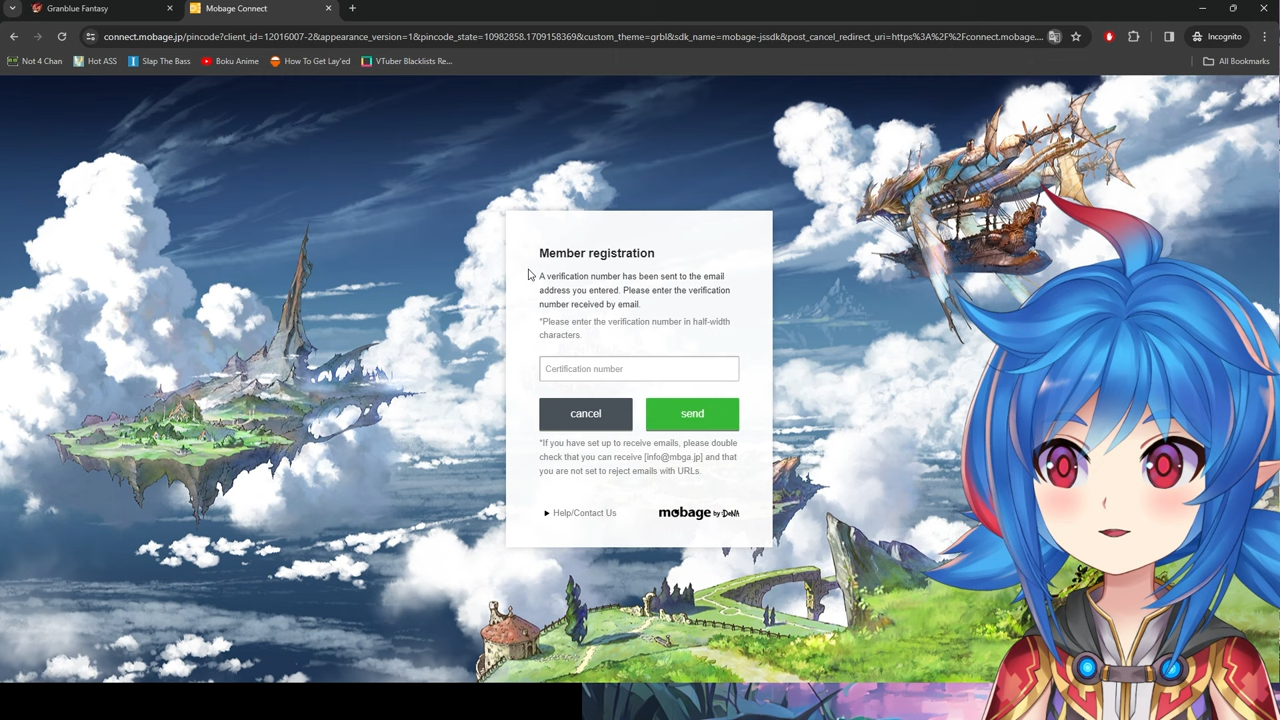 Granblue Fantasy
Mobage Connect
connect.mobage.jp/pincode?client_id=12016007-2&appearance_version=1&pincode_state=10982858.1709158369&custom_theme=grbl&sdk_name=mobage-jssdk&post_cancel_redirect_uri=https%3A%2F%2Fconnect.mobage....
Incognito
Not 4 Chan
Hot ASS
Slap The Bass
Boku Anime
How To Get Lay'ed
VTuber Blacklists Re...
All Bookmarks
Member registration
A verification number has been sent to the email
address you entered. Please enter the verification
number received by email.
*Please enter the verification number in half-width
characters.
Certification number
cancel
send
*If you have set up to receive emails, please double
check that you can receive [info@mbga.jp] and that
you are not set to reject emails with URLs.
Help/Contact Us
mobage by DeNA